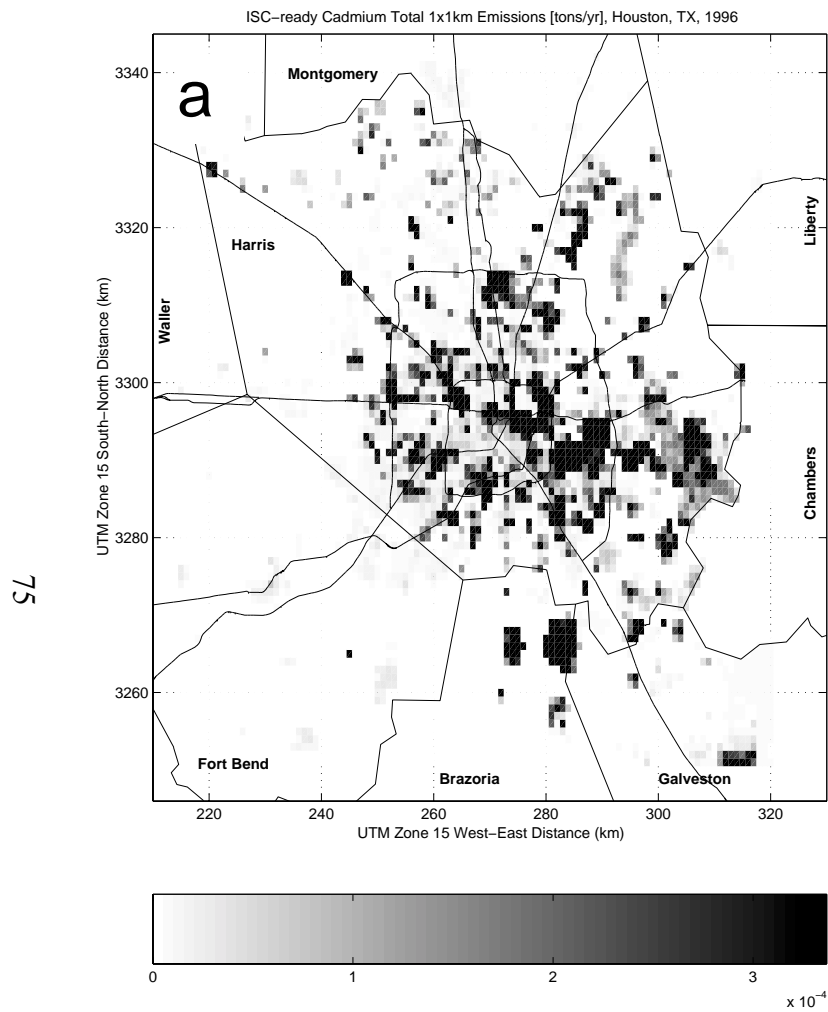 ISC−ready Cadmium Total 1x1km Emissions [tons/yr], Houston, TX, 1996
a
Montgomery
Harris
Liberty
Waller
Chambers
Fort Bend
Brazoria
Galveston
3340
3320
3300
3280
3260
UTM Zone 15 South−North Distance (km)
220 240 260 280 300 320
UTM Zone 15 West−East Distance (km)
75
0 1 2 3
x 10⁻⁴